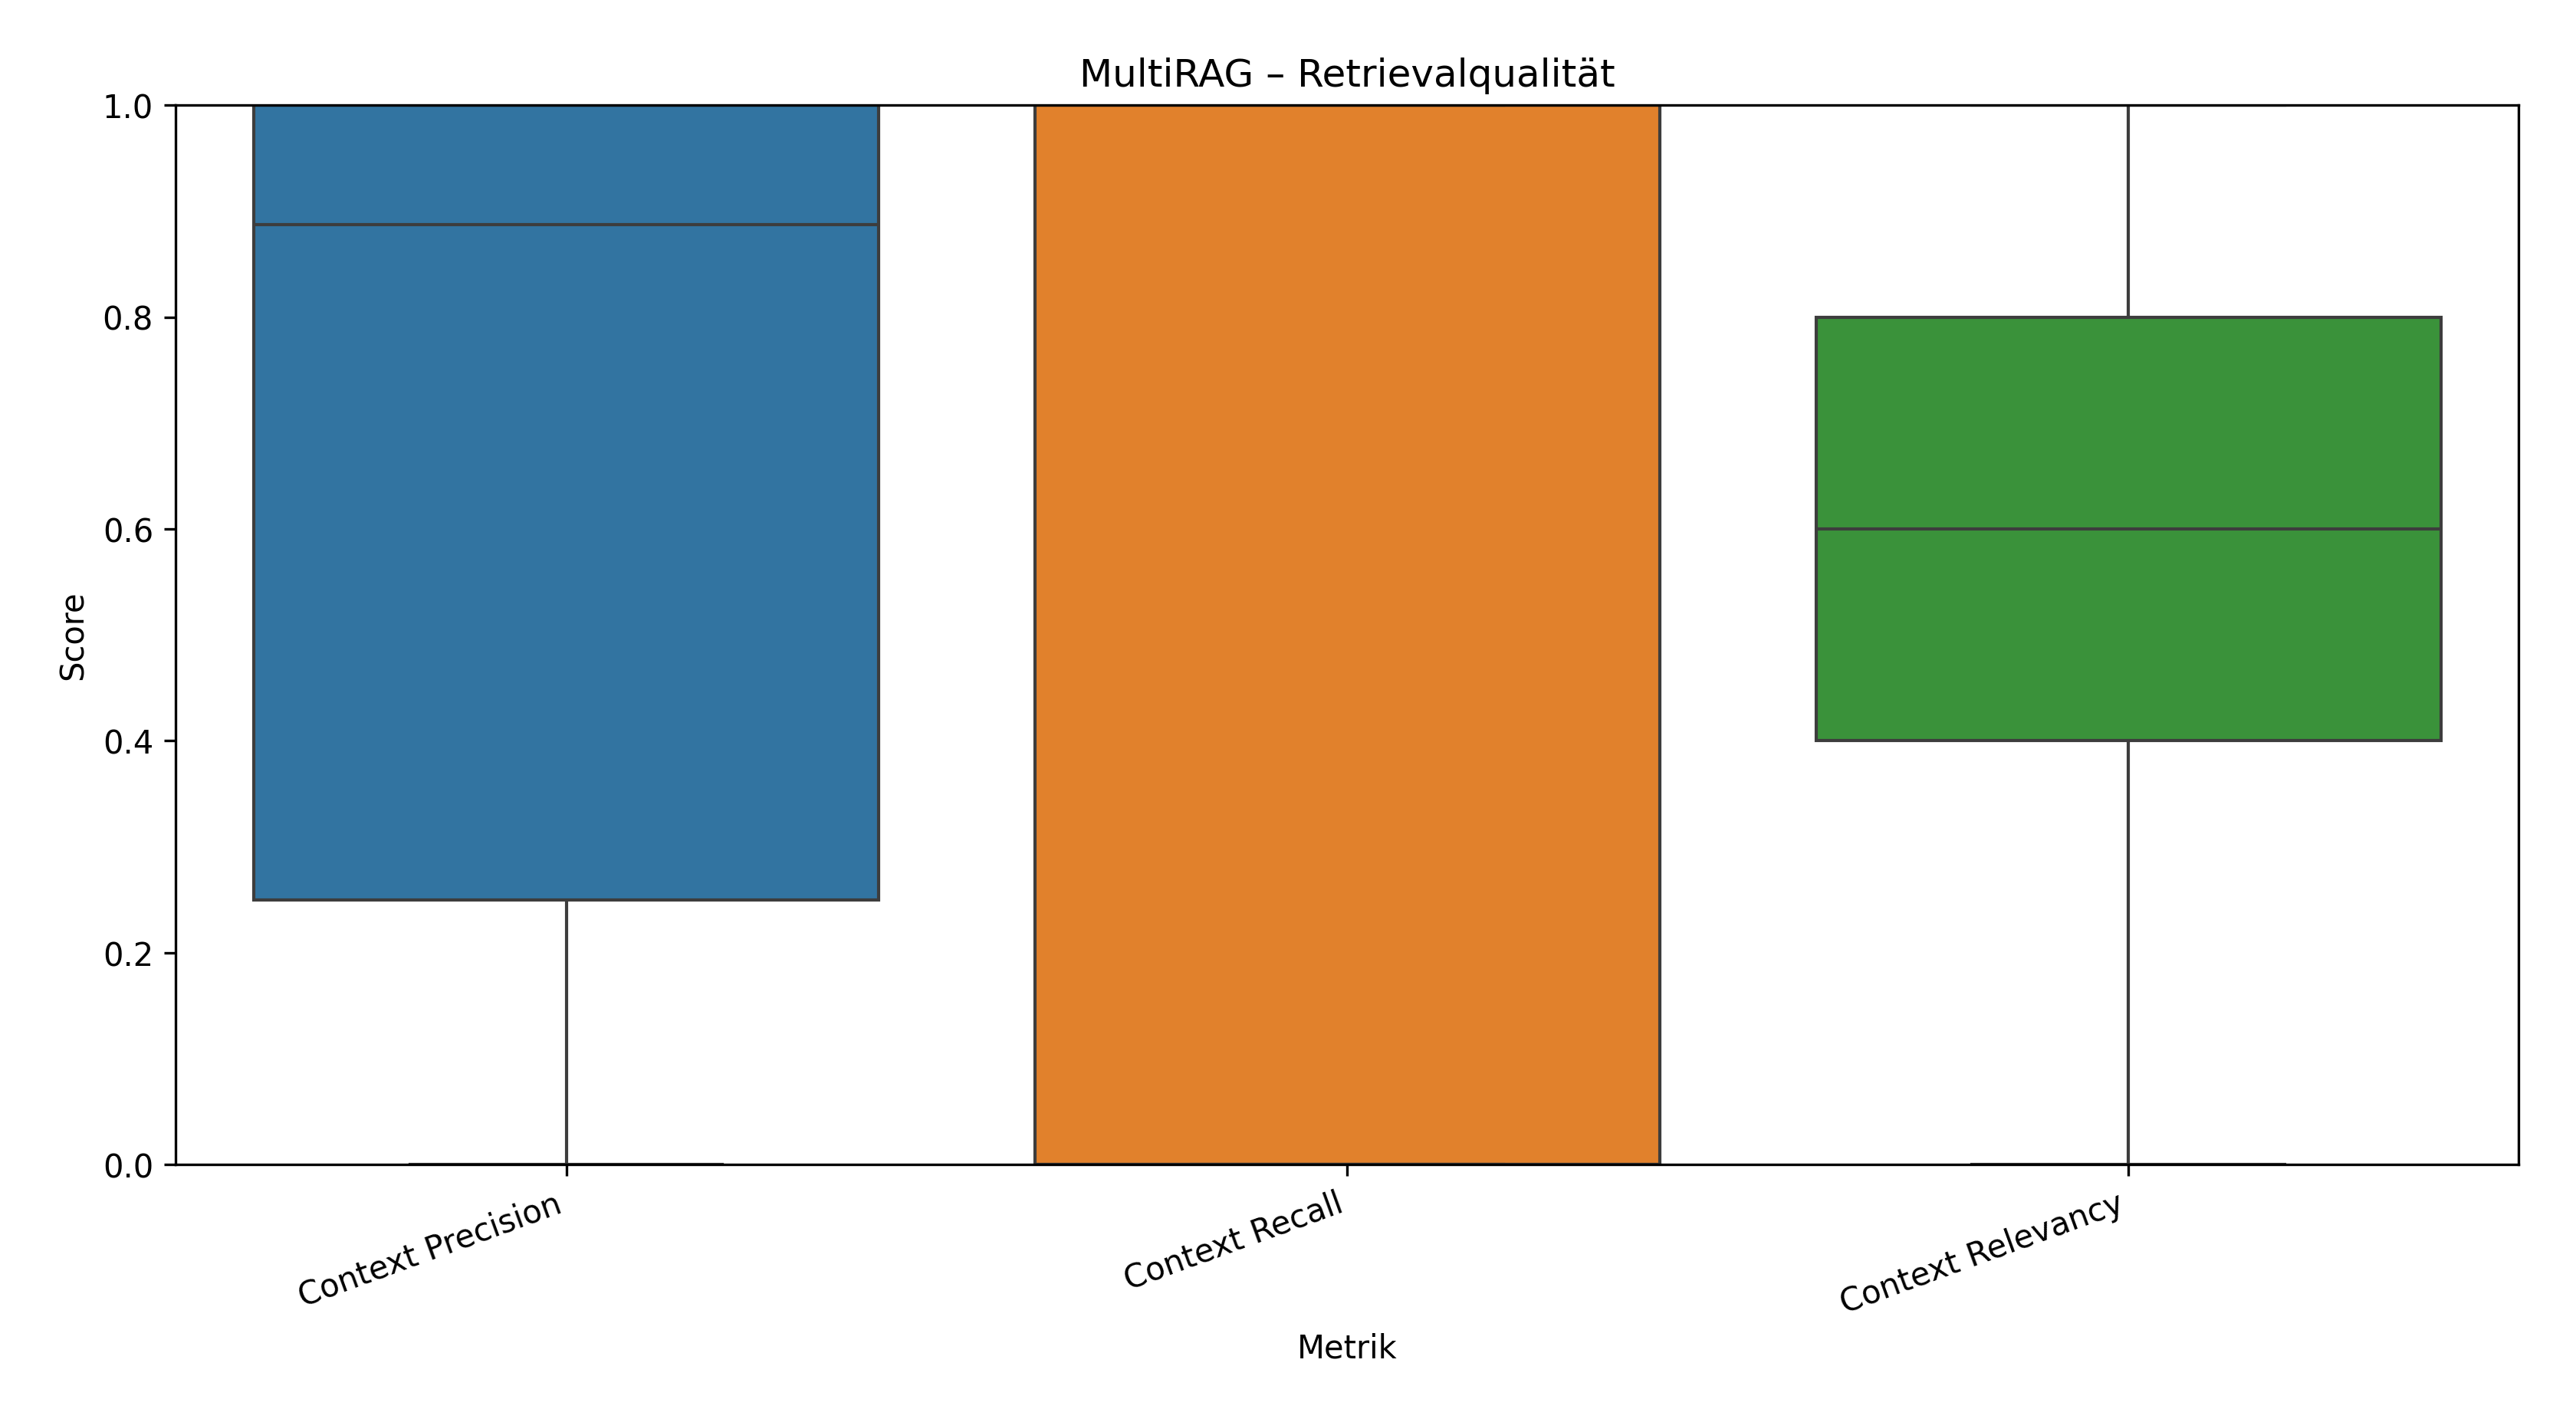 MultiRAG – Retrievalqualität
1.0
0.8
0.6
0.4
0.2
0.0
Score
Context Precision
Context Recall
Context Relevancy
Metrik